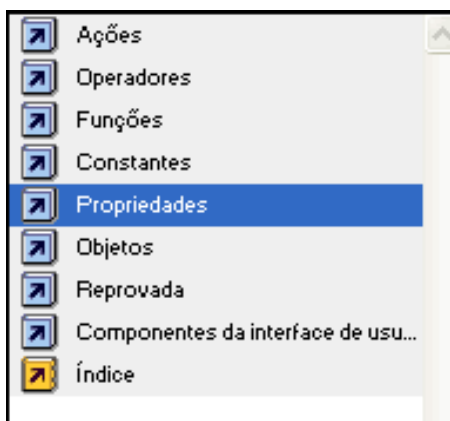 Ações
Operadores
Funções
Constantes
Propriedades
Objetos
Reprovada
Componentes da interface de usu...
Índice